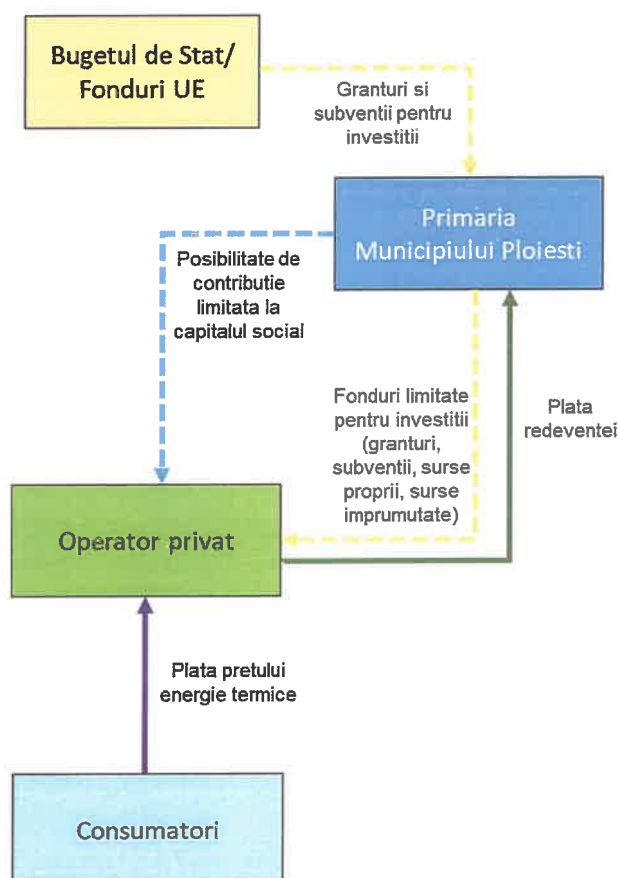 Bugetul de Stat/
Fonduri UE
Granturi si
subventii pentru
investitii
Primaria
Municipiului Ploiesti
Posibilitate de
contributie
limitata la
capitalul social
Fonduri limitate
pentru investitii
(granturi,
subventii, surse
proprii, surse
imprumutate)
Plata
redeventei
Operator privat
Plata pretului
energie termice
Consumatori